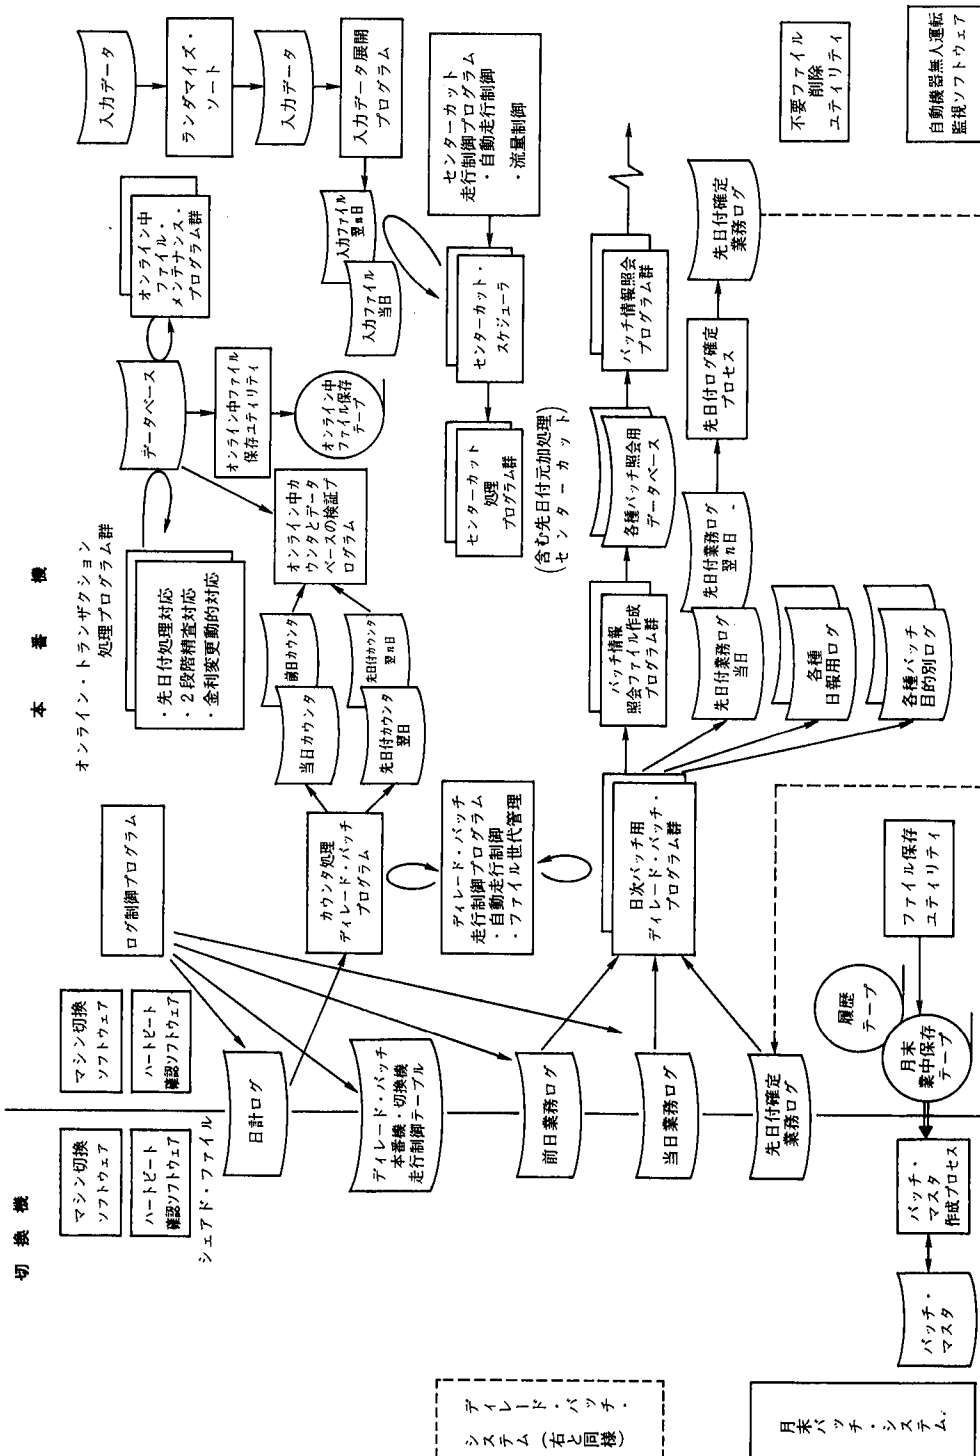 切換機
本番機
マシン切換
ソフトウェア
ハートビート
確認ソフトウェア
シェアド・ファイル
マシン切換
ソフトウェア
ハートビート
確認ソフトウェア
ログ制御プログラム
オンライン・トランザクション
処理プログラム群
・先日付処理対応
・2段階精査対応
・金利変更動的対応
データベース
オンライン中
ファイル・
メンテナンス・
プログラム群
入力データ
ランダマイズ・
ソート
入力データ
入力データ展開
プログラム
日計ログ
カウンタ処理
ディレード・バッチ
プログラム
当日カウンタ
前日カウンタ
先日付カウンタ
翌日
先日付カウンタ
翌n日
オンライン中カ
ウンタとデータ
ベースの検証プ
ログラム
オンライン中ファイル
保存ユティリティ
オンライン中
ファイル保存
テープ
入力ファイル
当日
入力ファイル
翌n日
ディレード・バッチ
本番機・切換機
走行制御テーブル
ディレード・バッチ
走行制御プログラム
・自動走行制御
・ファイル世代管理
センターカット
処理
プログラム群
(含む先日付元加処理
センターカット)
センターカット・
スケジューラ
センターカット
走行制御プログラム
・自動走行制御
・流量制御
前日業務ログ
当日業務ログ
先日付確定
業務ログ
日次バッチ用
ディレード・バッチ・
プログラム群
バッチ情報
照会ファイル作成
プログラム群
各種バッチ照会用
データベース
バッチ情報照会
プログラム群
先日付業務ログ
当日
先日付業務ログ
翌n日
先日付ログ確定
プロセス
先日付確定
業務ログ
各種
日報用ログ
各種バッチ
目的別ログ
不要ファイル
削除
ユティリティ
自動機器無人運転
監視ソフトウェア
ディレード・バッチ・
システム(右と同様)
月末バッチ・システム
バッチ・
マスタ
バッチ・
マスタ
作成プロセス
月末
業中保存
テープ
履歴
テープ
ファイル保存
ユティリティ